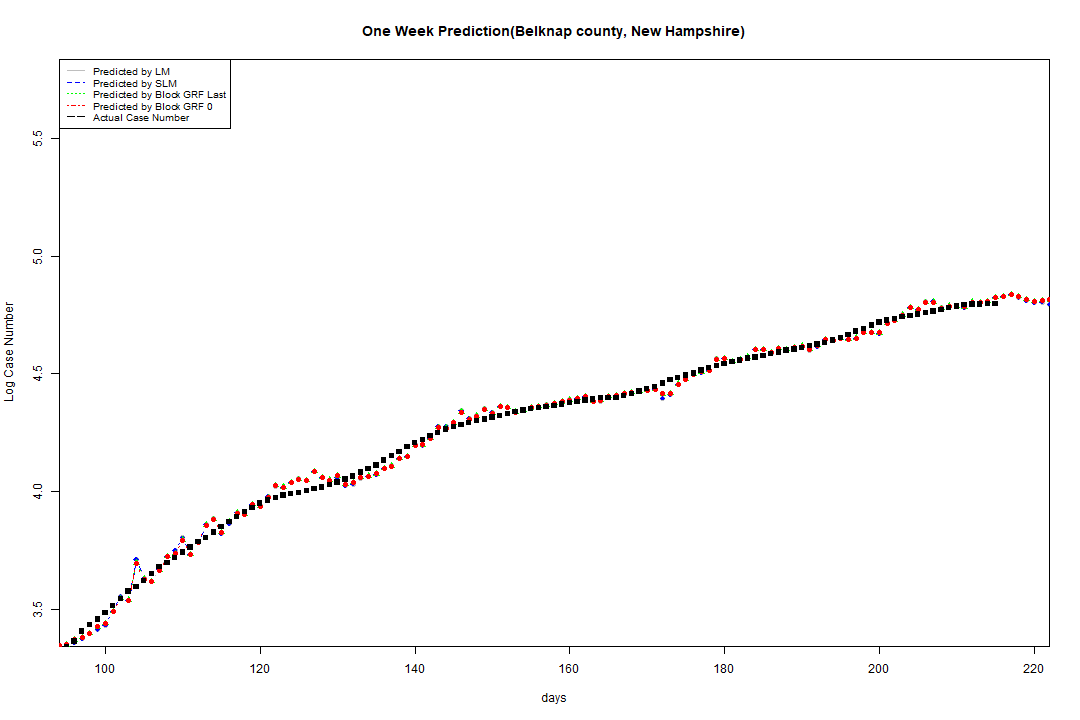 One Week Prediction(Belknap county, New Hampshire)
Predicted by LM
Predicted by SLM
Predicted by Block GRF Last
Predicted by Block GRF 0
Actual Case Number
5.5
5.0
4.5
4.0
3.5
Log Case Number
100 120 140 160 180 200 220
days